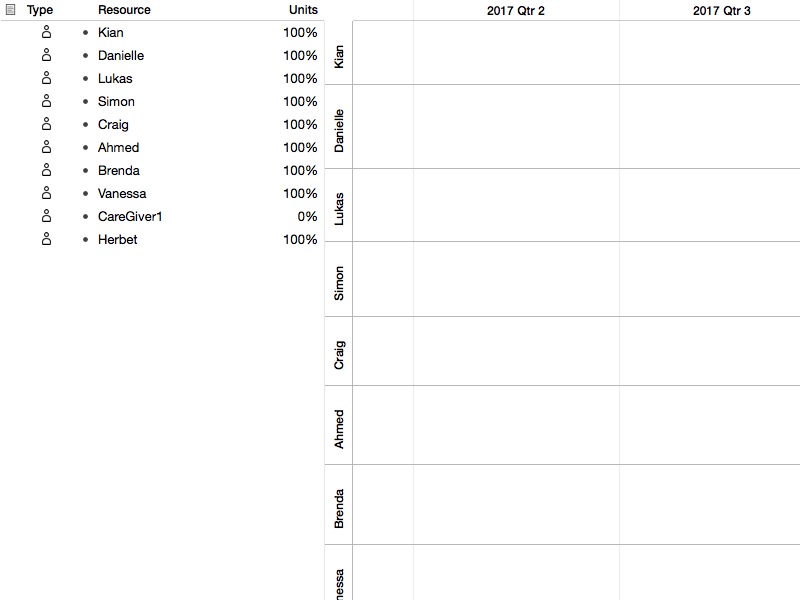 Type Resource Units 2017 Qtr 2 2017 Qtr 3
Kian 100%
Danielle 100%
Lukas 100%
Simon 100%
Craig 100%
Ahmed 100%
Brenda 100%
Vanessa 100%
CareGiver1 0%
Herbet 100%
Kian
Danielle
Lukas
Simon
Craig
Ahmed
Brenda
nessa